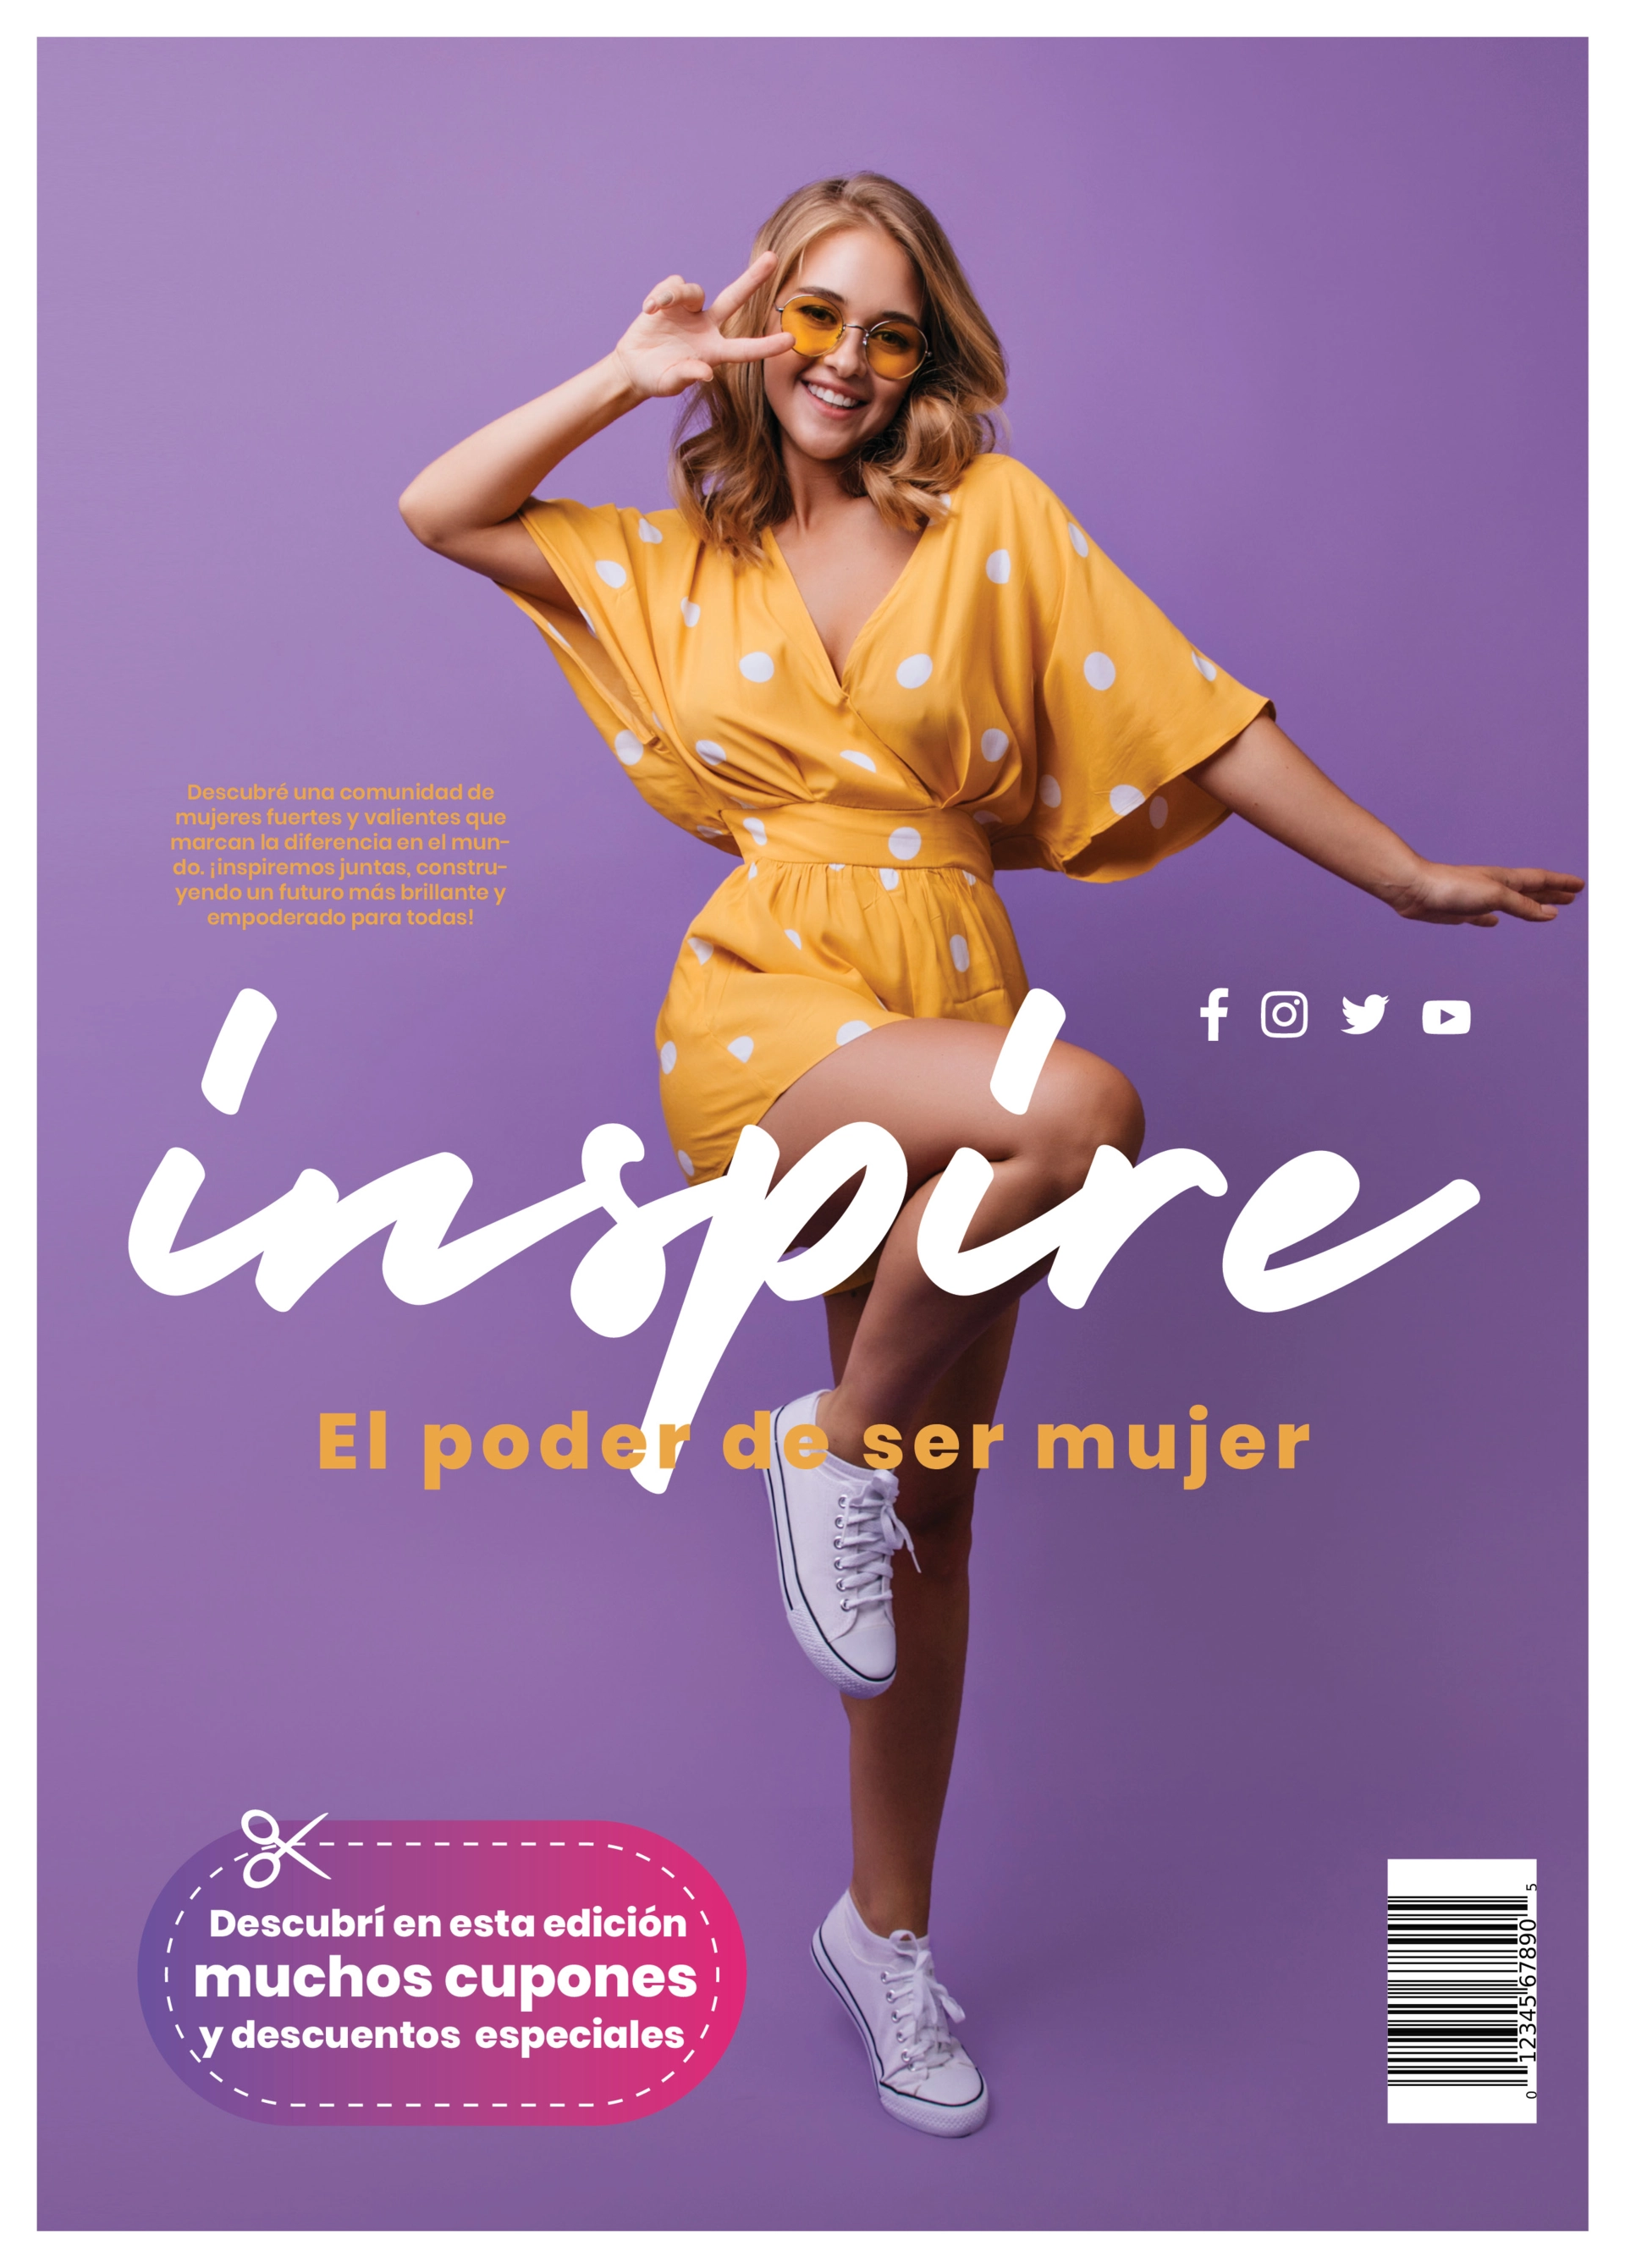 Descubré una comunidad de
mujeres fuertes y valientes que
marcan la diferencia en el mun-
do. ¡inspiremos juntas, constru-
yendo un futuro más brillante y
empoderado para todas!
inspire
El poder de ser mujer
Descubrí en esta edición
muchos cupones
y descuentos especiales
0 12345 67890 5